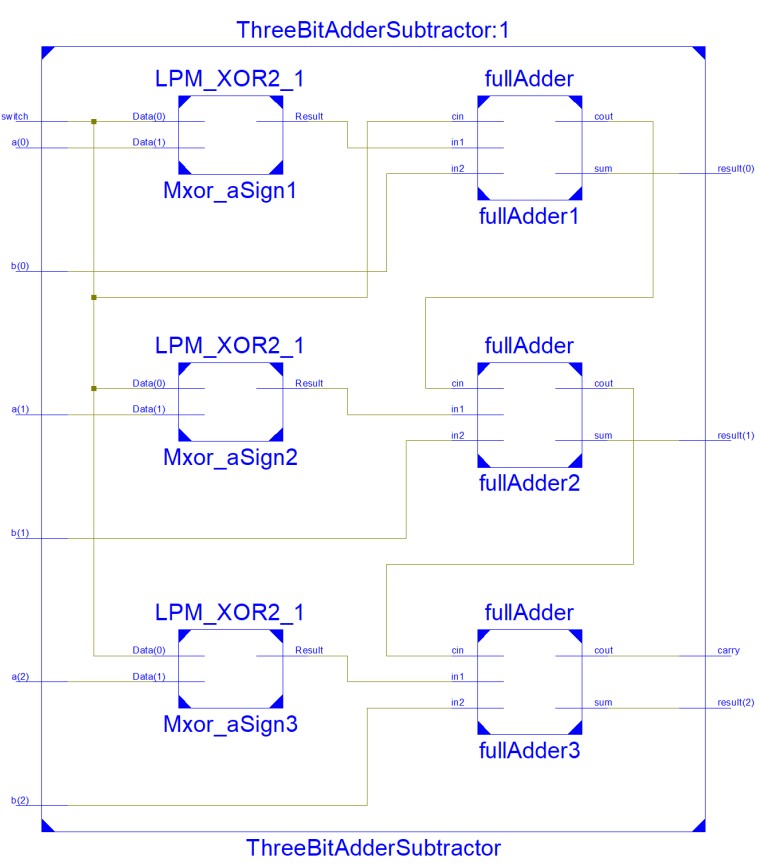 ThreeBitAdderSubtractor:1
LPM_XOR2_1
fullAdder
switch
Data(0)
Result
cin
cout
a(0)
Data(1)
in1
in2
sum
result(0)
Mxor_aSign1
fullAdder1
b(0)
LPM_XOR2_1
fullAdder
Data(0)
Result
cin
cout
a(1)
Data(1)
in1
in2
sum
result(1)
Mxor_aSign2
fullAdder2
b(1)
LPM_XOR2_1
fullAdder
Data(0)
Result
cin
cout
carry
a(2)
Data(1)
in1
in2
sum
result(2)
Mxor_aSign3
fullAdder3
b(2)
ThreeBitAdderSubtractor